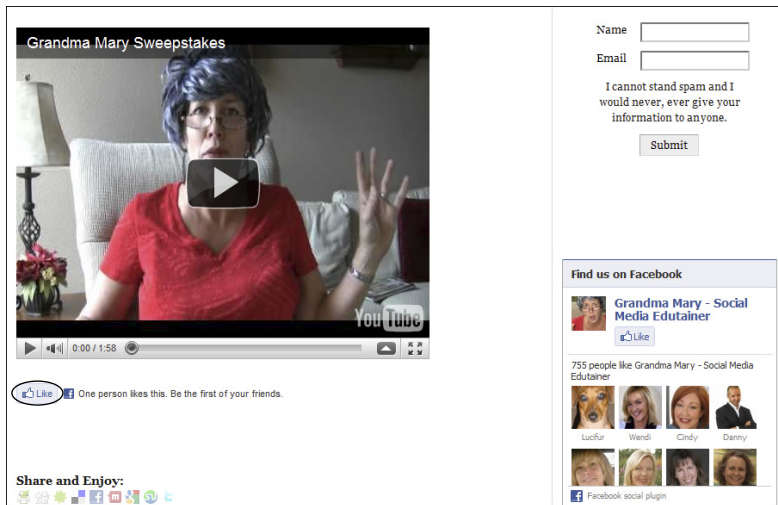 Grandma Mary Sweepstakes
YouTube
0:00 / 1:58
Like
One person likes this. Be the first of your friends.
Share and Enjoy:
Name
Email
I cannot stand spam and I
would never, ever give your
information to anyone.
Submit
Find us on Facebook
Grandma Mary - Social
Media Edutainer
Like
755 people like Grandma Mary - Social Media
Edutainer
Lucifur Wendi Cindy Danny
Facebook social plugin